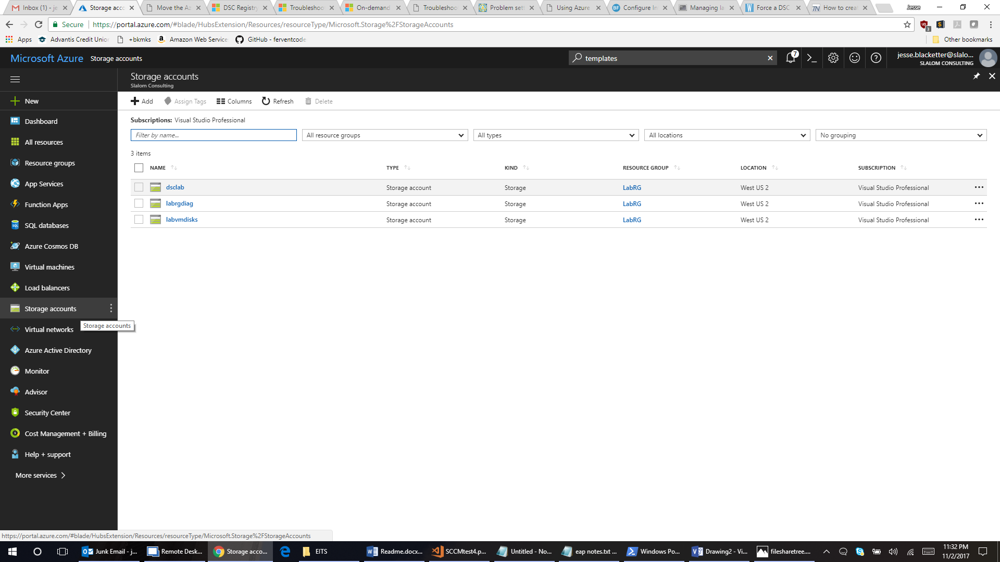 Inbox (1) - je
Storage acco
Move the Az
DSC Registry
Troubleshoo
On-demand
Troubleshoo
Problem sett
Using Azure
Configure In
Managing la
Force a DSC
How to creat
Jesse
Secure
https://portal.azure.com/#blade/HubsExtension/Resources/resourceType/Microsoft.Storage%2FStorageAccounts
3
Apps
Advantis Credit Union
+bkmks
Amazon Web Service
GitHub - ferventcode
Other bookmarks
Microsoft Azure
Storage accounts
templates
7
jesse.blacketter@slalo...
SLALOM CONSULTING
Storage accounts
Slalom Consulting
New
Dashboard
All resources
Resource groups
App Services
Function Apps
SQL databases
Azure Cosmos DB
Virtual machines
Load balancers
Storage accounts
Virtual networks
Storage accounts
Azure Active Directory
Monitor
Advisor
Security Center
Cost Management + Billing
Help + support
More services
Add
Assign Tags
Columns
Refresh
Delete
Subscriptions: Visual Studio Professional
Filter by name...
All resource groups
All types
All locations
No grouping
3 items
NAME TYPE KIND RESOURCE GROUP LOCATION SUBSCRIPTION
dsclab Storage account Storage LabRG West US 2 Visual Studio Professional
labrgdiag Storage account Storage LabRG West US 2 Visual Studio Professional
labvmdisks Storage account Storage LabRG West US 2 Visual Studio Professional
https://portal.azure.com/#blade/HubsExtension/Resources/resourceType/Microsoft.Storage%2FStorageAccounts
Junk Email - j...
Remote Desk...
Storage acco...
EITS
Readme.docx...
SCCMtest4.p...
Untitled - No...
eap notes.txt ...
Windows Po...
Drawing2 - Vi...
filesharetree....
11:32 PM
11/2/2017